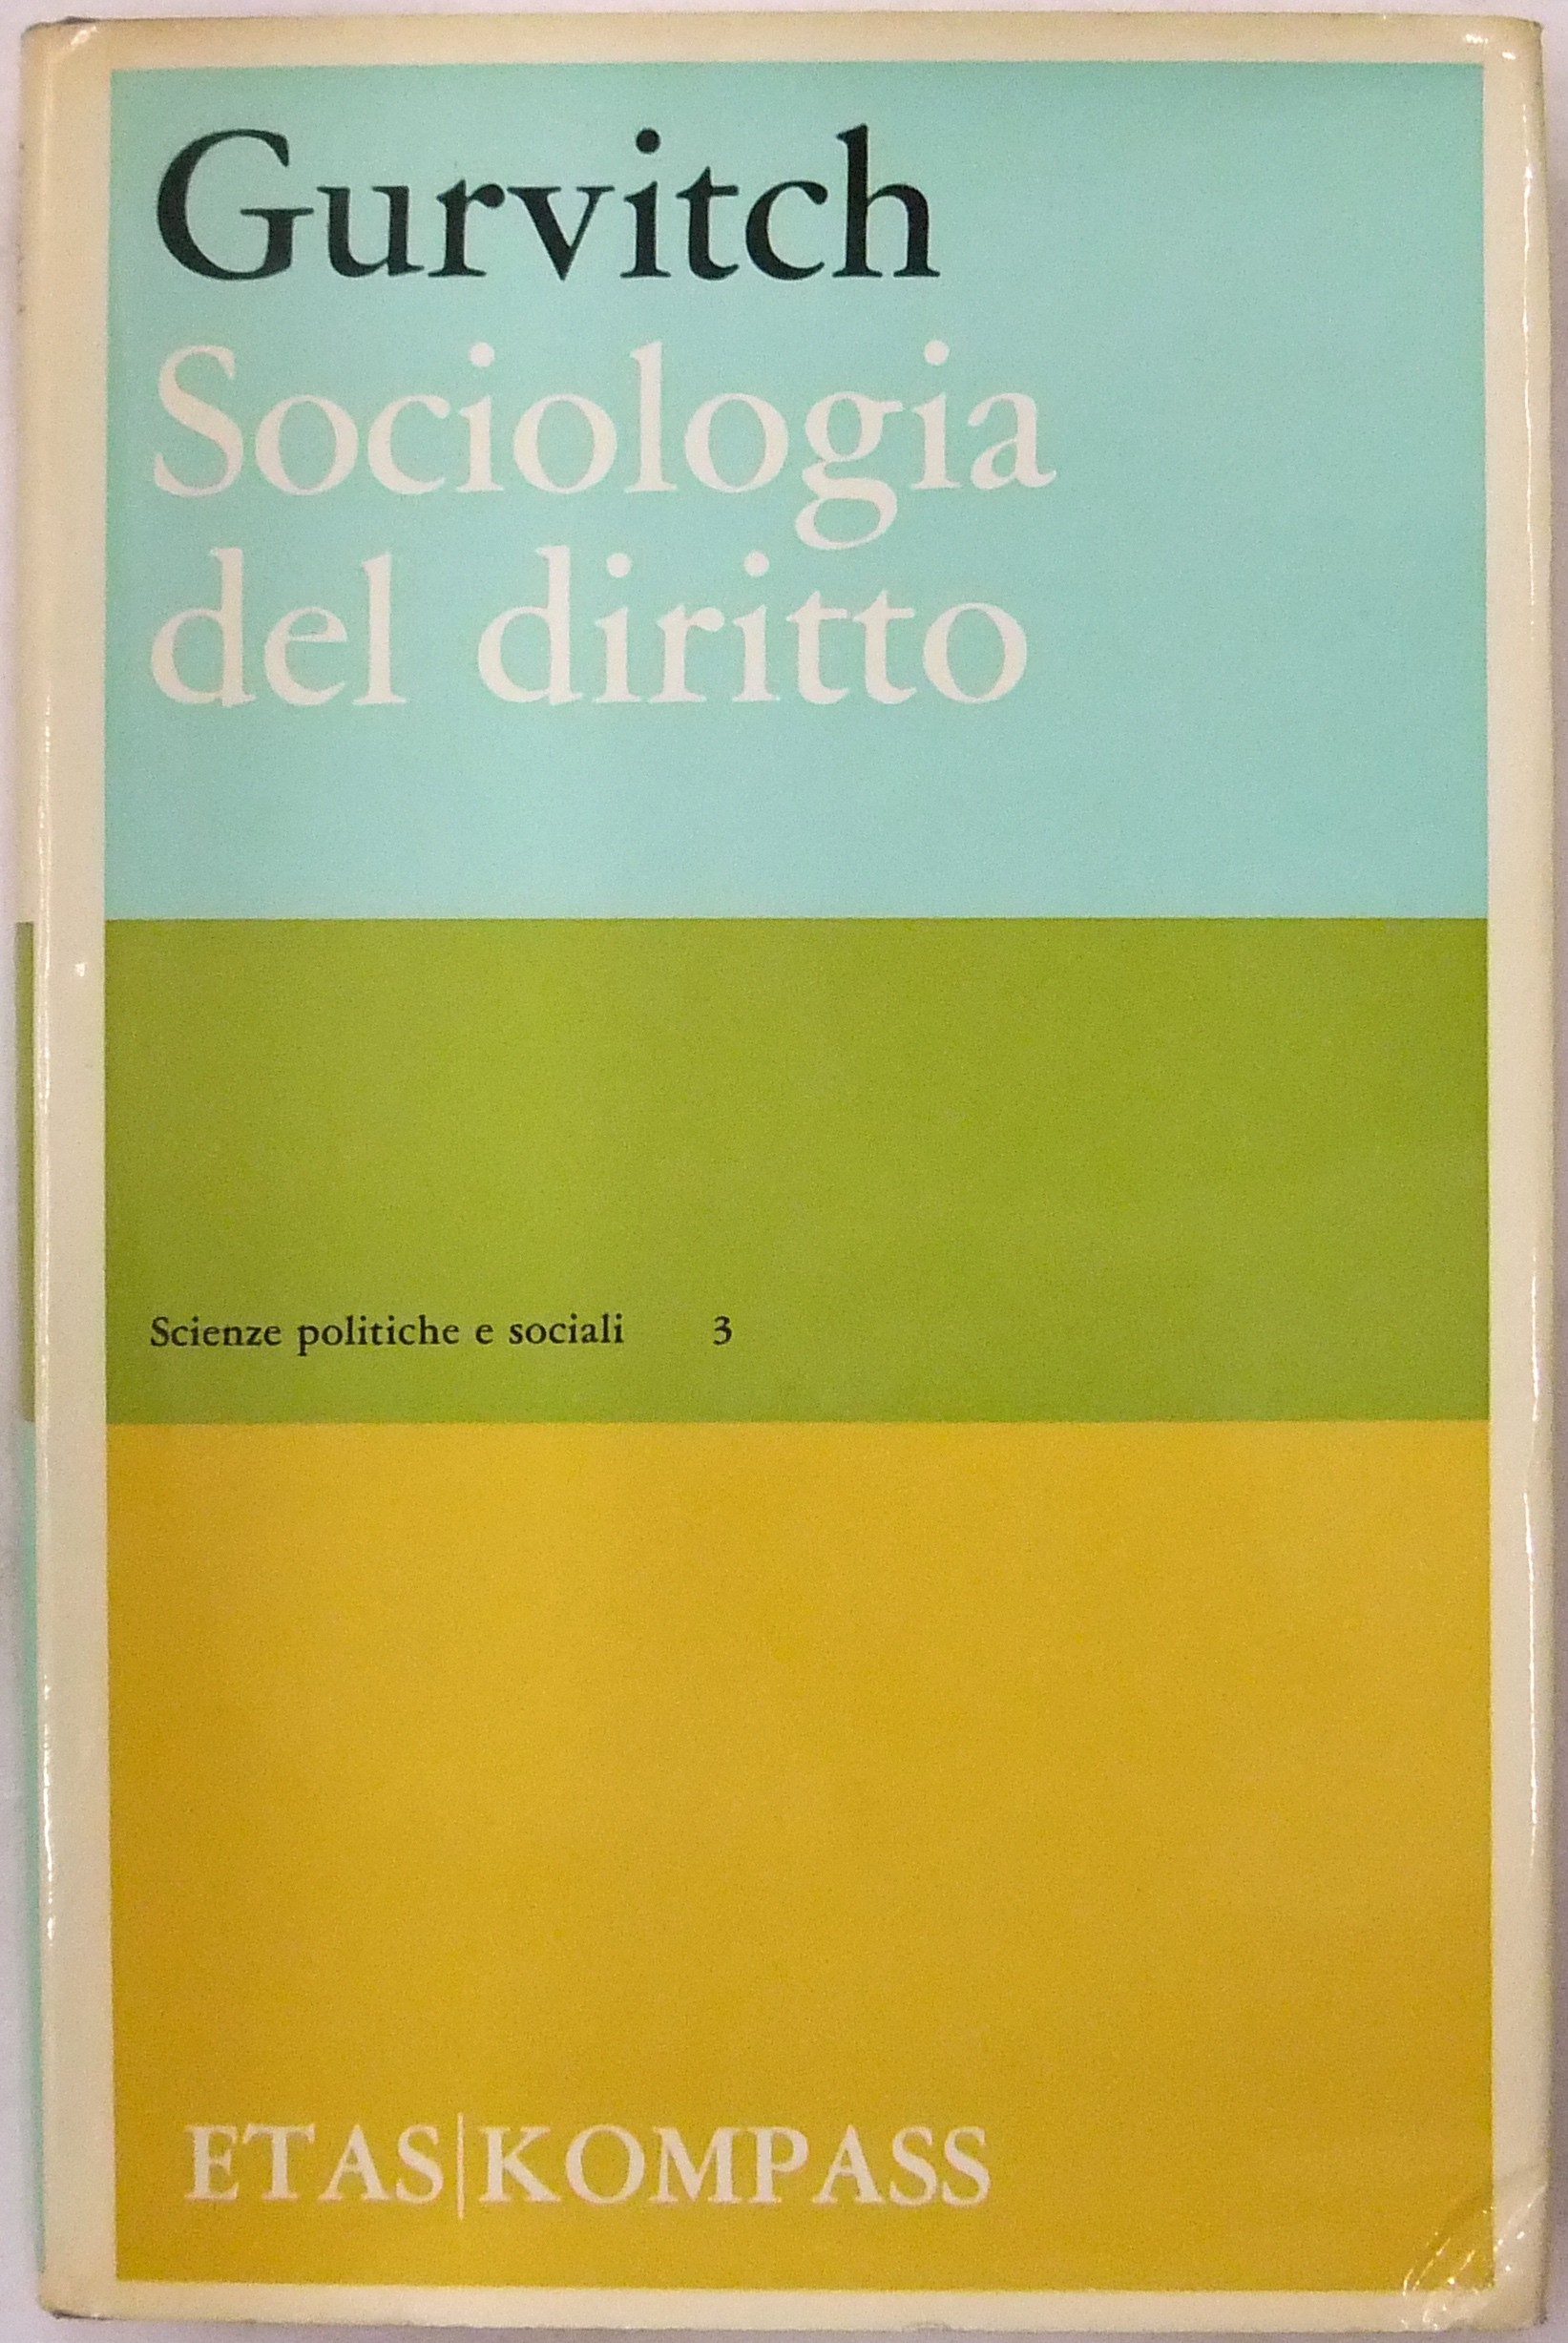 Gurvitch
Sociologia
del diritto
Scienze politiche e sociali 3
ETAS|KOMPASS